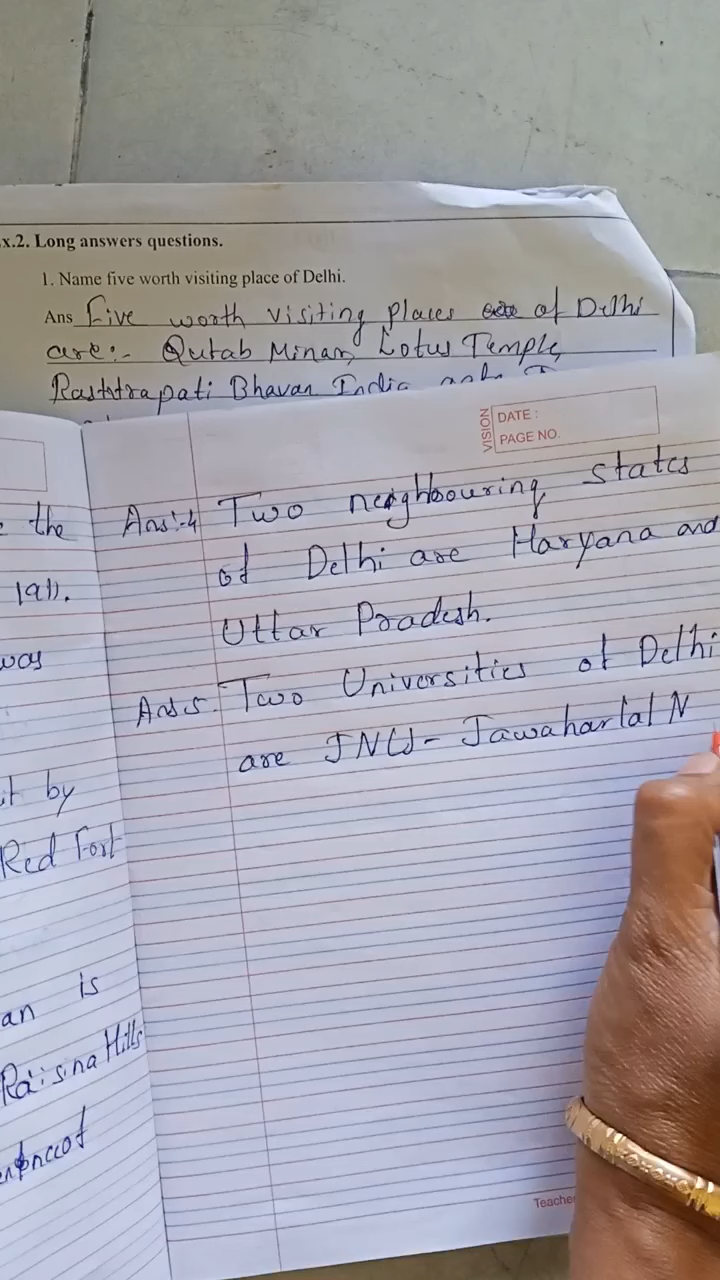 x.2. Long answers questions.
1. Name five worth visiting place of Delhi.
Ans Five worth visiting places of Delhi
are:- Qutab Minar, Lotus Temple,
Rashtrapati Bhavan India
VISION DATE :
PAGE NO.
the
1911.
was
by
Red Fort
an is
Raisina Hills
Ans:-4 Two neighbouring states
of Delhi are Haryana and
Uttar Pradesh.
Ans 5. Two Universities of Delhi
are JNU- Jawaharlal N
Teacher